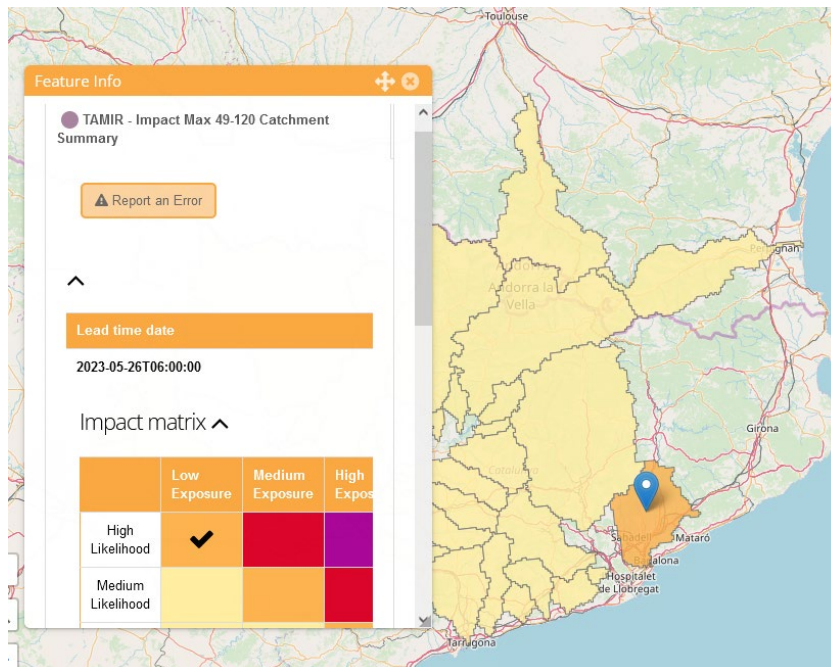 Toulouse
Feature Info
TAMIR - Impact Max 49-120 Catchment
Summary
Report an Error
Lead time date
2023-05-26T06:00:00
Impact matrix
Low
Exposure
Medium
Exposure
High
Expos
High
Likelihood
Medium
Likelihood
Andorra la
Vella
Girona
Sabadell
Mataró
Hospitalet
de Llobregat
Tarragona